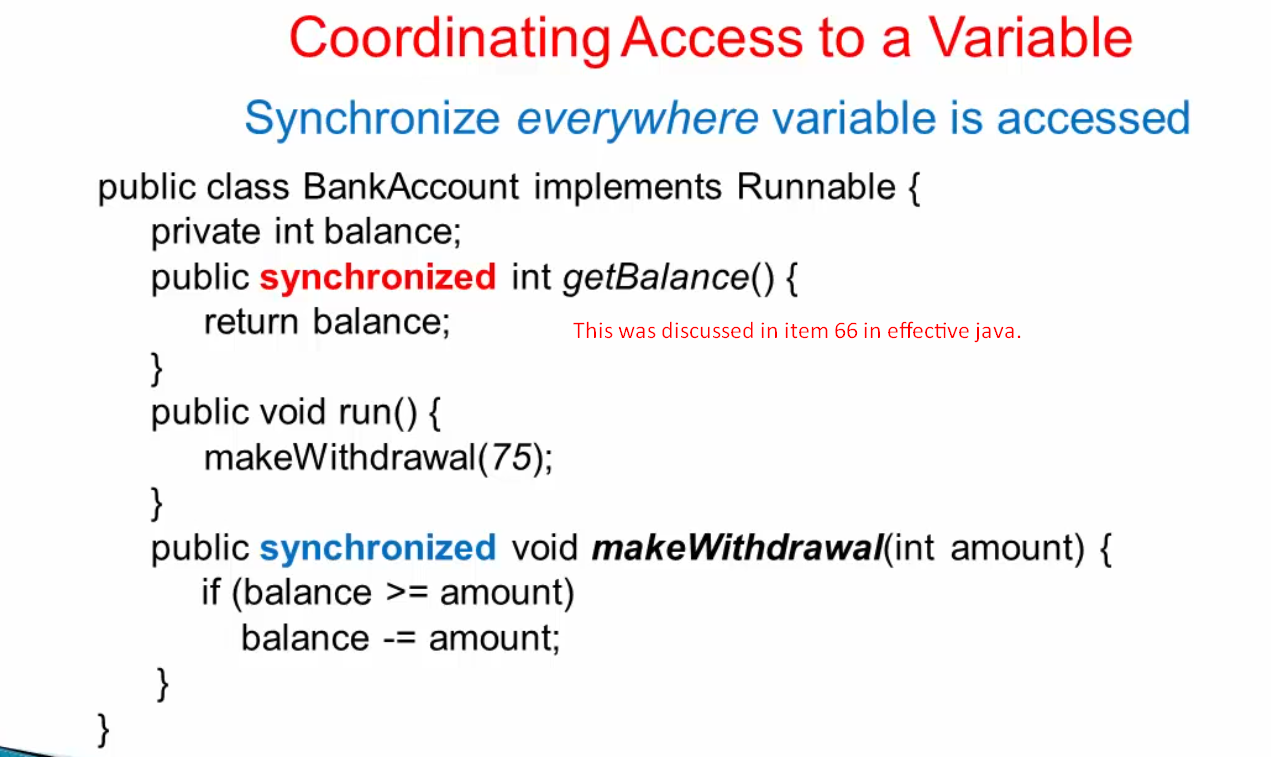 Coordinating Access to a Variable
Synchronize everywhere variable is accessed
public class BankAccount implements Runnable {
private int balance;
public synchronized int getBalance() {
return balance;
This was discussed in item 66 in effective java.
}
public void run() {
makeWithdrawal(75);
}
public synchronized void makeWithdrawal(int amount) {
if (balance >= amount)
balance -= amount;
}
}